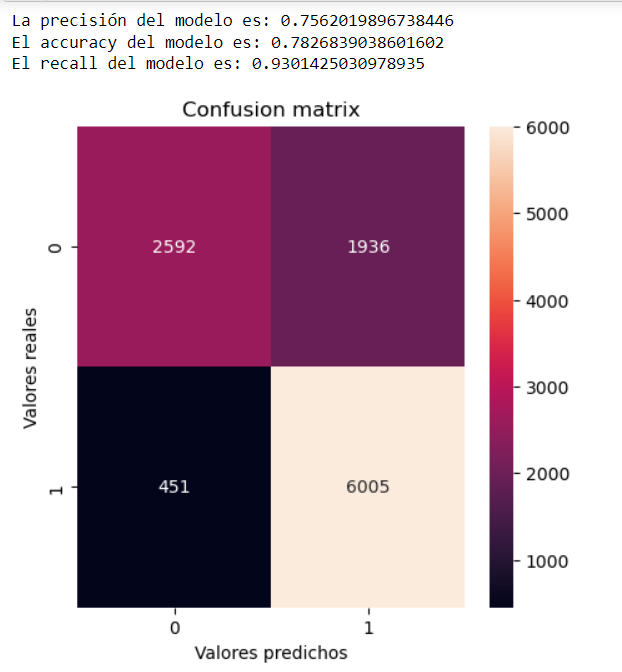 La precisión del modelo es: 0.7562019896738446
El accuracy del modelo es: 0.7826839038601602
El recall del modelo es: 0.9301425030978935
Confusion matrix
6000
5000
4000
3000
2000
1000
Valores reales
0
2592 1936
1
451 6005
0 1
Valores predichos